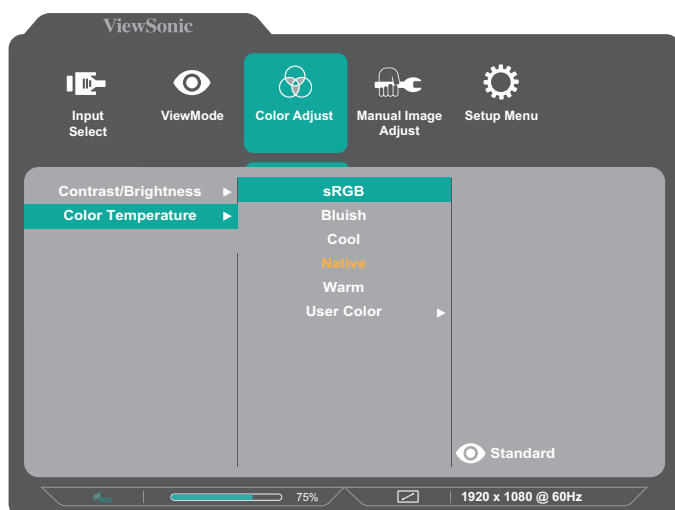 ViewSonic
Input
Select
ViewMode
Color Adjust
Manual Image
Adjust
Setup Menu
Contrast/Brightness
Color Temperature
sRGB
Bluish
Cool
Native
Warm
User Color
Standard
eco
75%
1920 x 1080 @ 60Hz